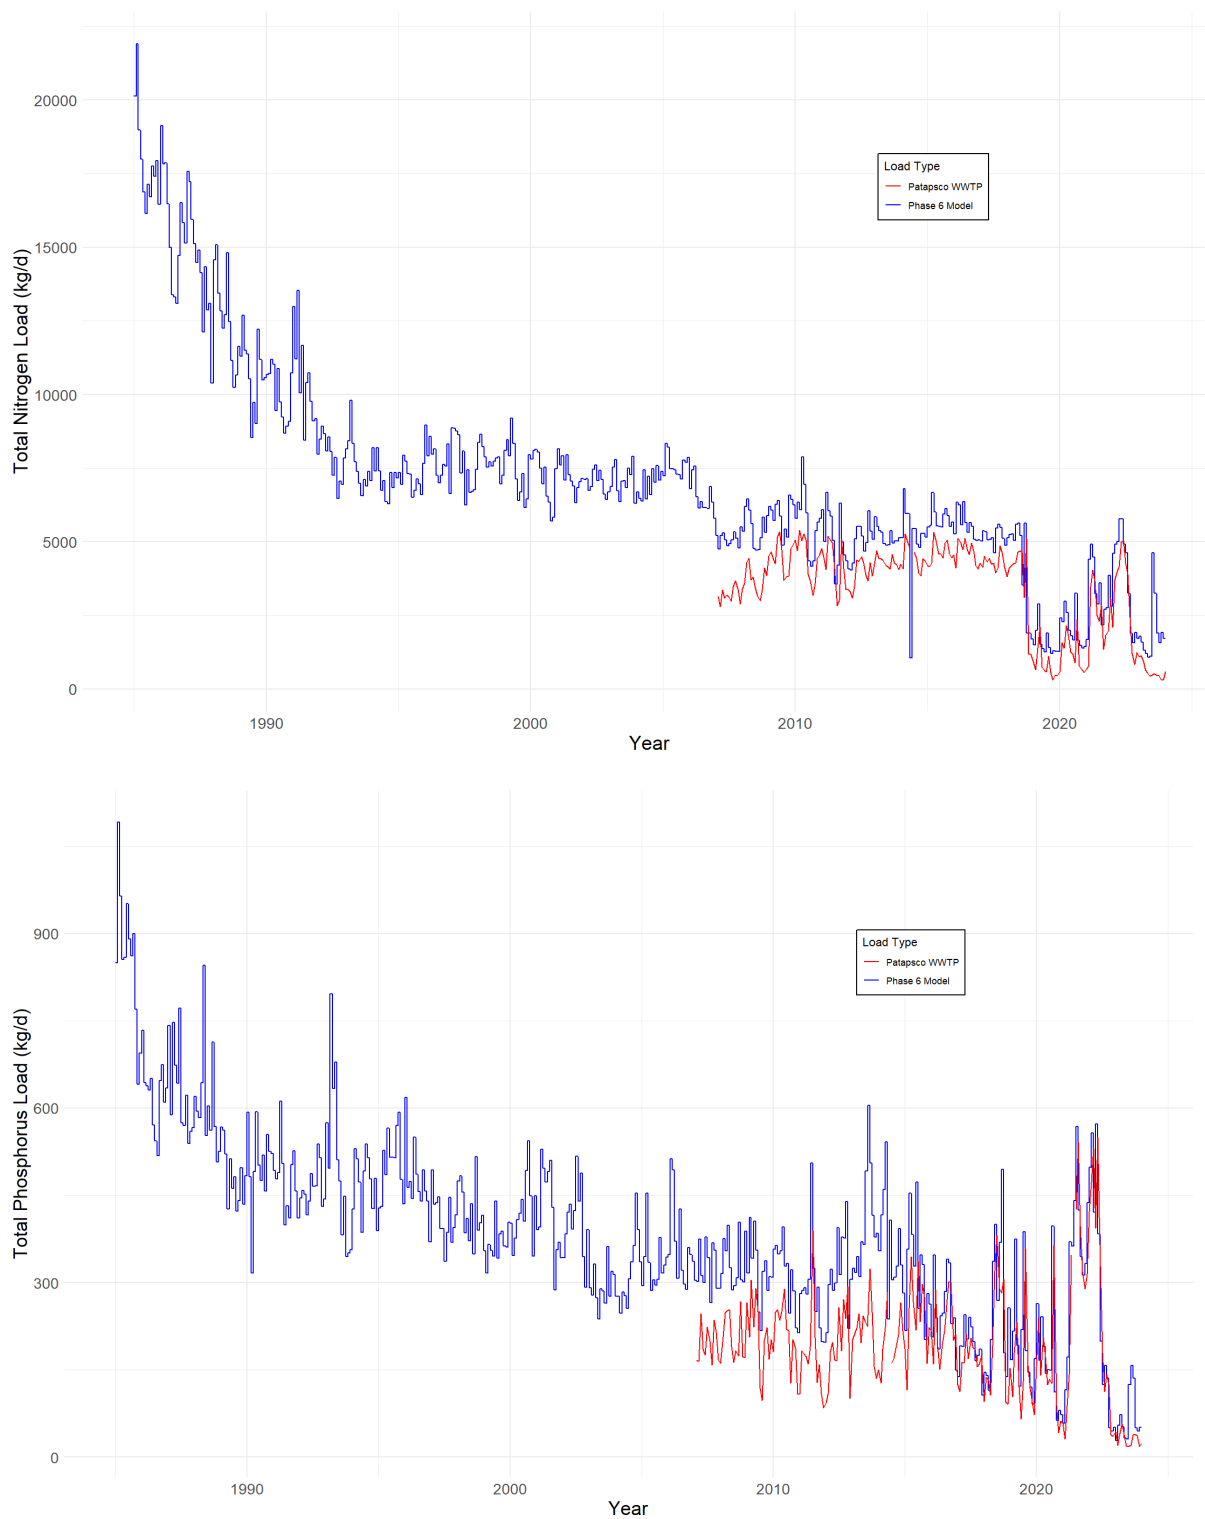 Total Nitrogen Load (kg/d)
20000
15000
10000
5000
0
Load Type
Patapsco WWTP
Phase 6 Model
1990
2000
2010
2020
Year
Total Phosphorus Load (kg/d)
900
600
300
0
Load Type
Patapsco WWTP
Phase 6 Model
1990
2000
2010
2020
Year